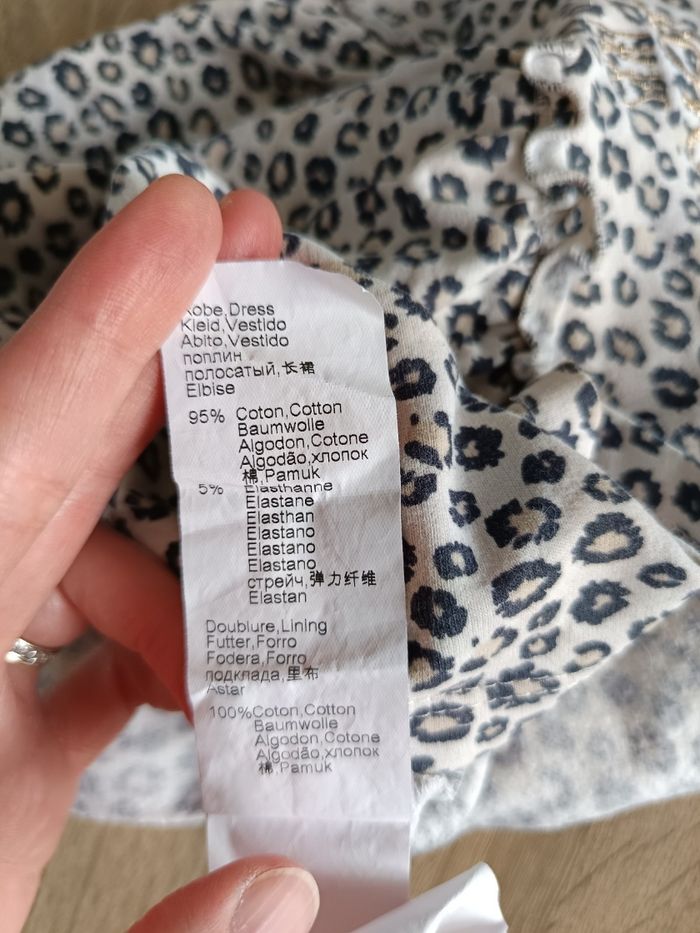 Robe,Dress
Kleid,Vestido
Abito,Vestido
поплин
полосатый,长裙
Elbise
95% Coton,Cotton
Baumwolle
Algodon,Cotone
Algodão,хлопок
棉,Pamuk
5% Elasthanne
Elastane
Elasthan
Elastano
Elastano
Elastano
стрейч,弹力纤维
Elastan
Doublure,Lining
Futter,Forro
Fodera,Forro
подклада,里布
Astar
100%Coton,Cotton
Baumwolle
Algodon,Cotone
Algodão,хлопок
棉,Pamuk